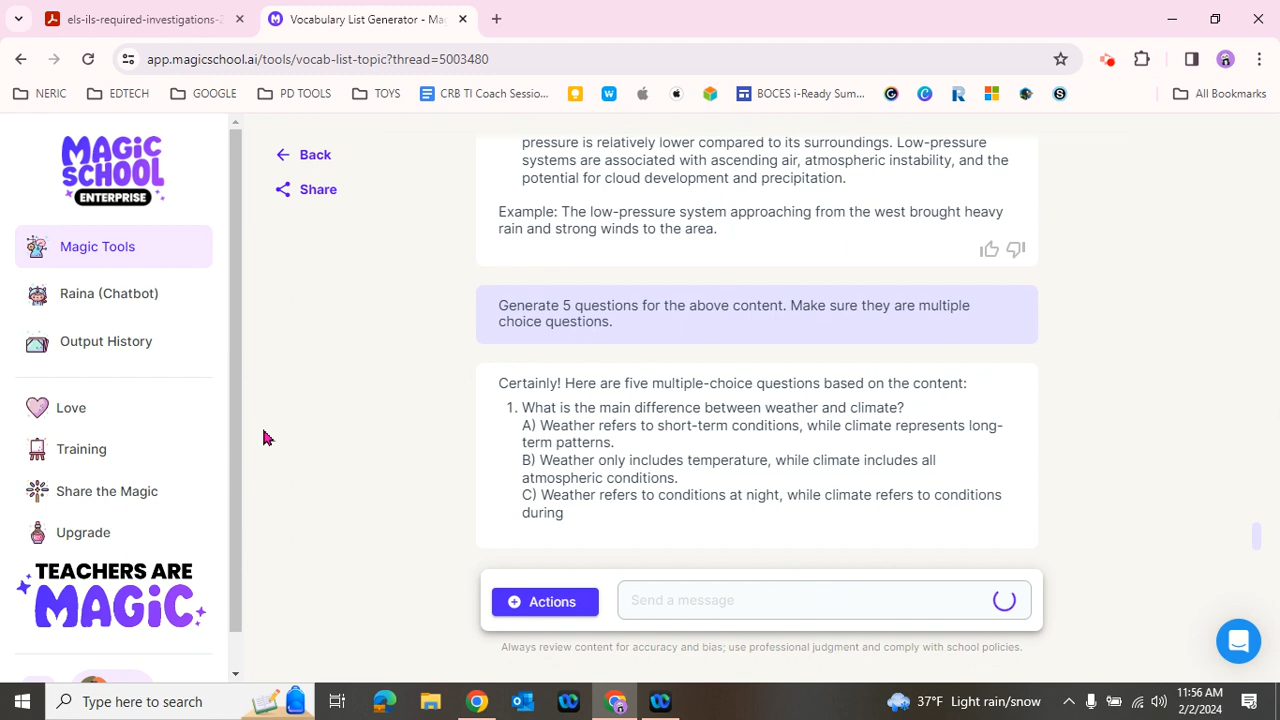 els-ils-required-investigations-
Vocabulary List Generator - Ma
app.magicschool.ai/tools/vocab-list-topic?thread=5003480
NERIC
EDTECH
GOOGLE
PD TOOLS
TOYS
CRB TI Coach Sessio...
BOCES i-Ready Sum...
All Bookmarks
MAGIC
SCHOOL
ENTERPRISE
Magic Tools
Raina (Chatbot)
Output History
Love
Training
Share the Magic
Upgrade
TEACHERS ARE
MAGIC
Back
Share
pressure is relatively lower compared to its surroundings. Low-pressure
systems are associated with ascending air, atmospheric instability, and the
potential for cloud development and precipitation.
Example: The low-pressure system approaching from the west brought heavy
rain and strong winds to the area.
Generate 5 questions for the above content. Make sure they are multiple
choice questions.
Certainly! Here are five multiple-choice questions based on the content:
1. What is the main difference between weather and climate?
A) Weather refers to short-term conditions, while climate represents long-
term patterns.
B) Weather only includes temperature, while climate includes all
atmospheric conditions.
C) Weather refers to conditions at night, while climate refers to conditions
during
Actions
Send a message
Always review content for accuracy and bias; use professional judgment and comply with school policies.
Type here to search
37°F Light rain/snow
11:56 AM
2/2/2024